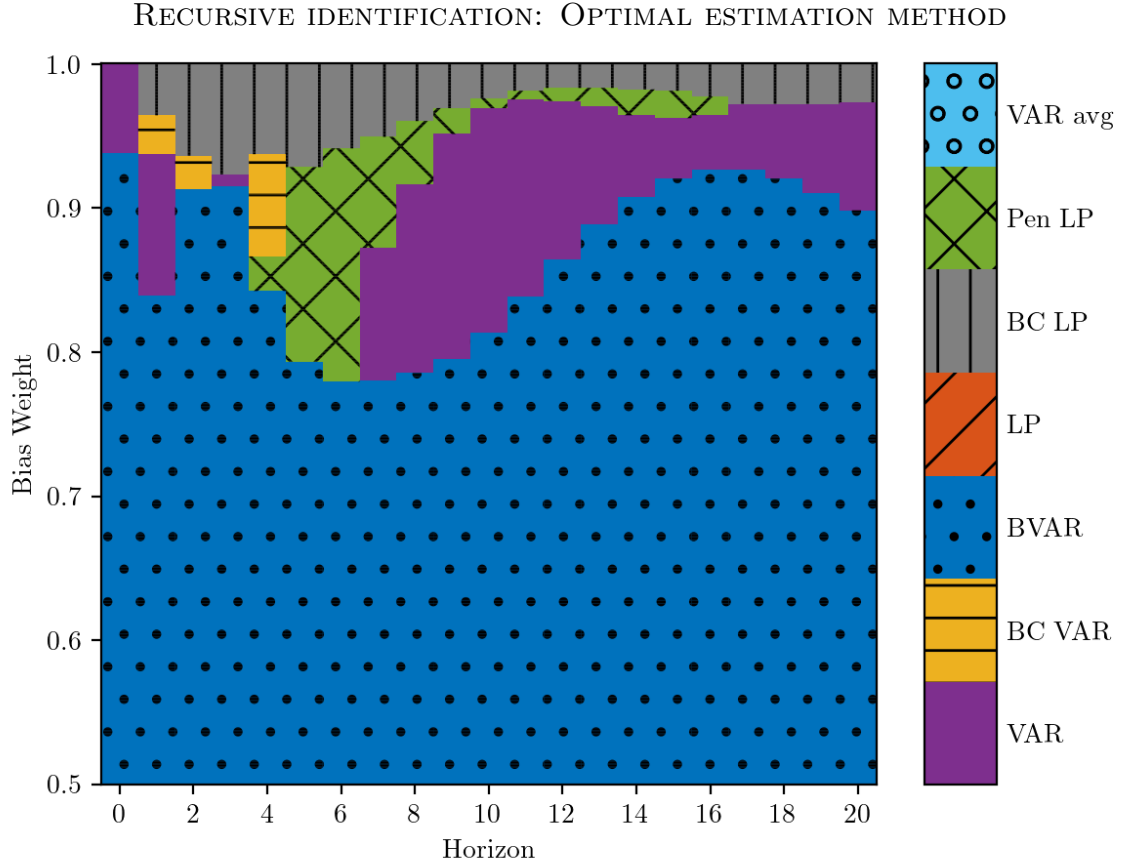 Recursive identification: Optimal estimation method
1.0
0.9
0.8
0.7
0.6
0.5
Bias Weight
0 2 4 6 8 10 12 14 16 18 20
Horizon
VAR avg
Pen LP
BC LP
LP
BVAR
BC VAR
VAR